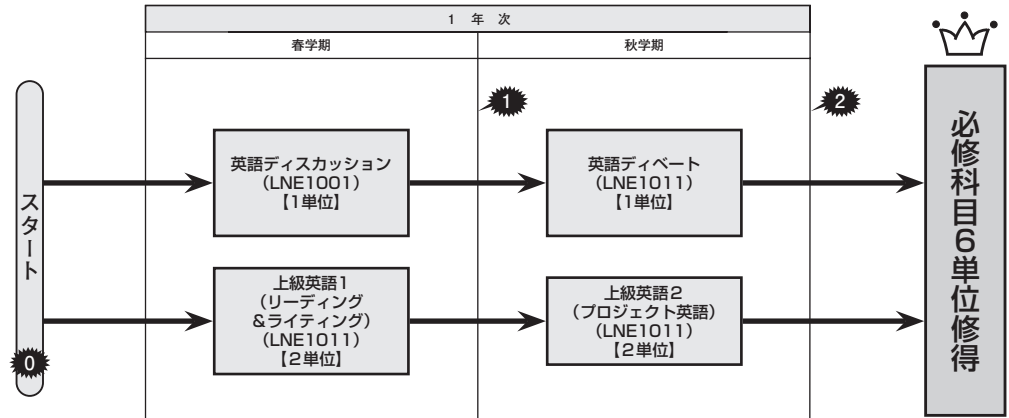 1 年 次
春学期
秋学期
スタート
0
1
2
英語ディスカッション
（LNE1001）
【1単位】
英語ディベート
（LNE1011）
【1単位】
上級英語1
（リーディング
＆ライティング）
（LNE1011）
【2単位】
上級英語2
（プロジェクト英語）
（LNE1011）
【2単位】
必修科目6単位修得